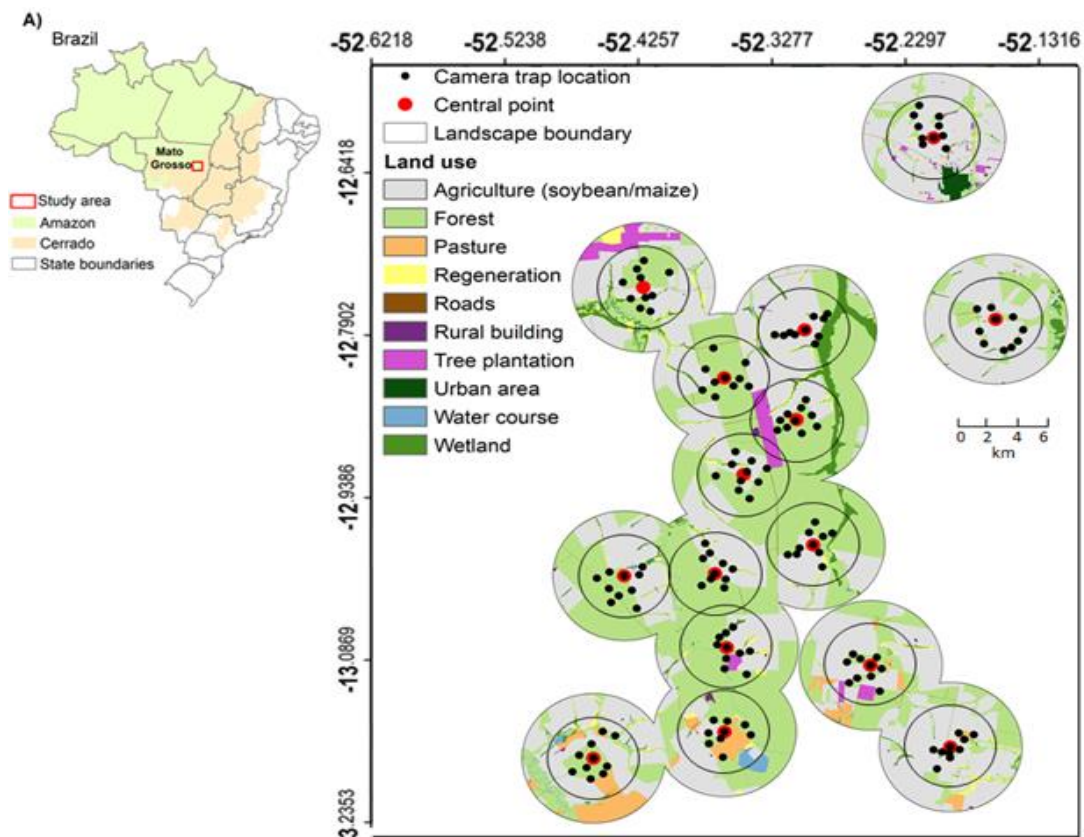 A)
Brazil
Mato
Grosso
Study area
Amazon
Cerrado
State boundaries
-52.6218 -52.5238 -52.4257 -52.3277 -52.2297 -52.1316
Camera trap location
Central point
Landscape boundary
Land use
Agriculture (soybean/maize)
Forest
Pasture
Regeneration
Roads
Rural building
Tree plantation
Urban area
Water course
Wetland
-12.6418
-12.7902
-12.9386
-13.0869
3.2353
0 2 4 6
km